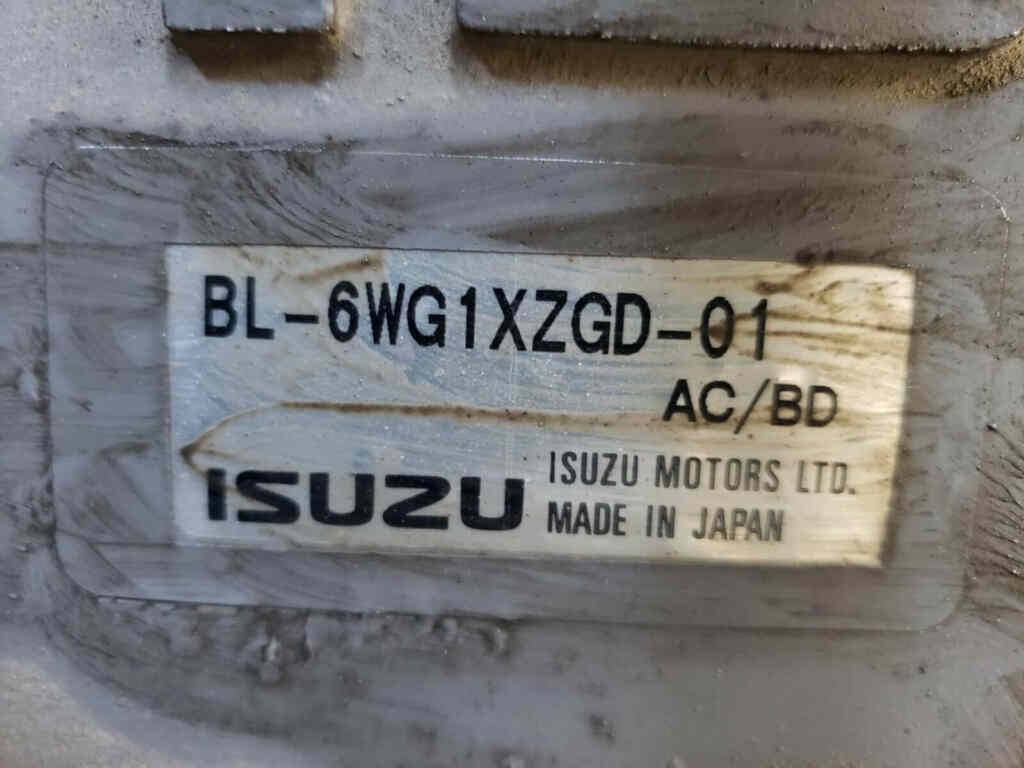 BL-6WG1XZGD-01
AC/BD
ISUZU
ISUZU MOTORS LTD.
MADE IN JAPAN